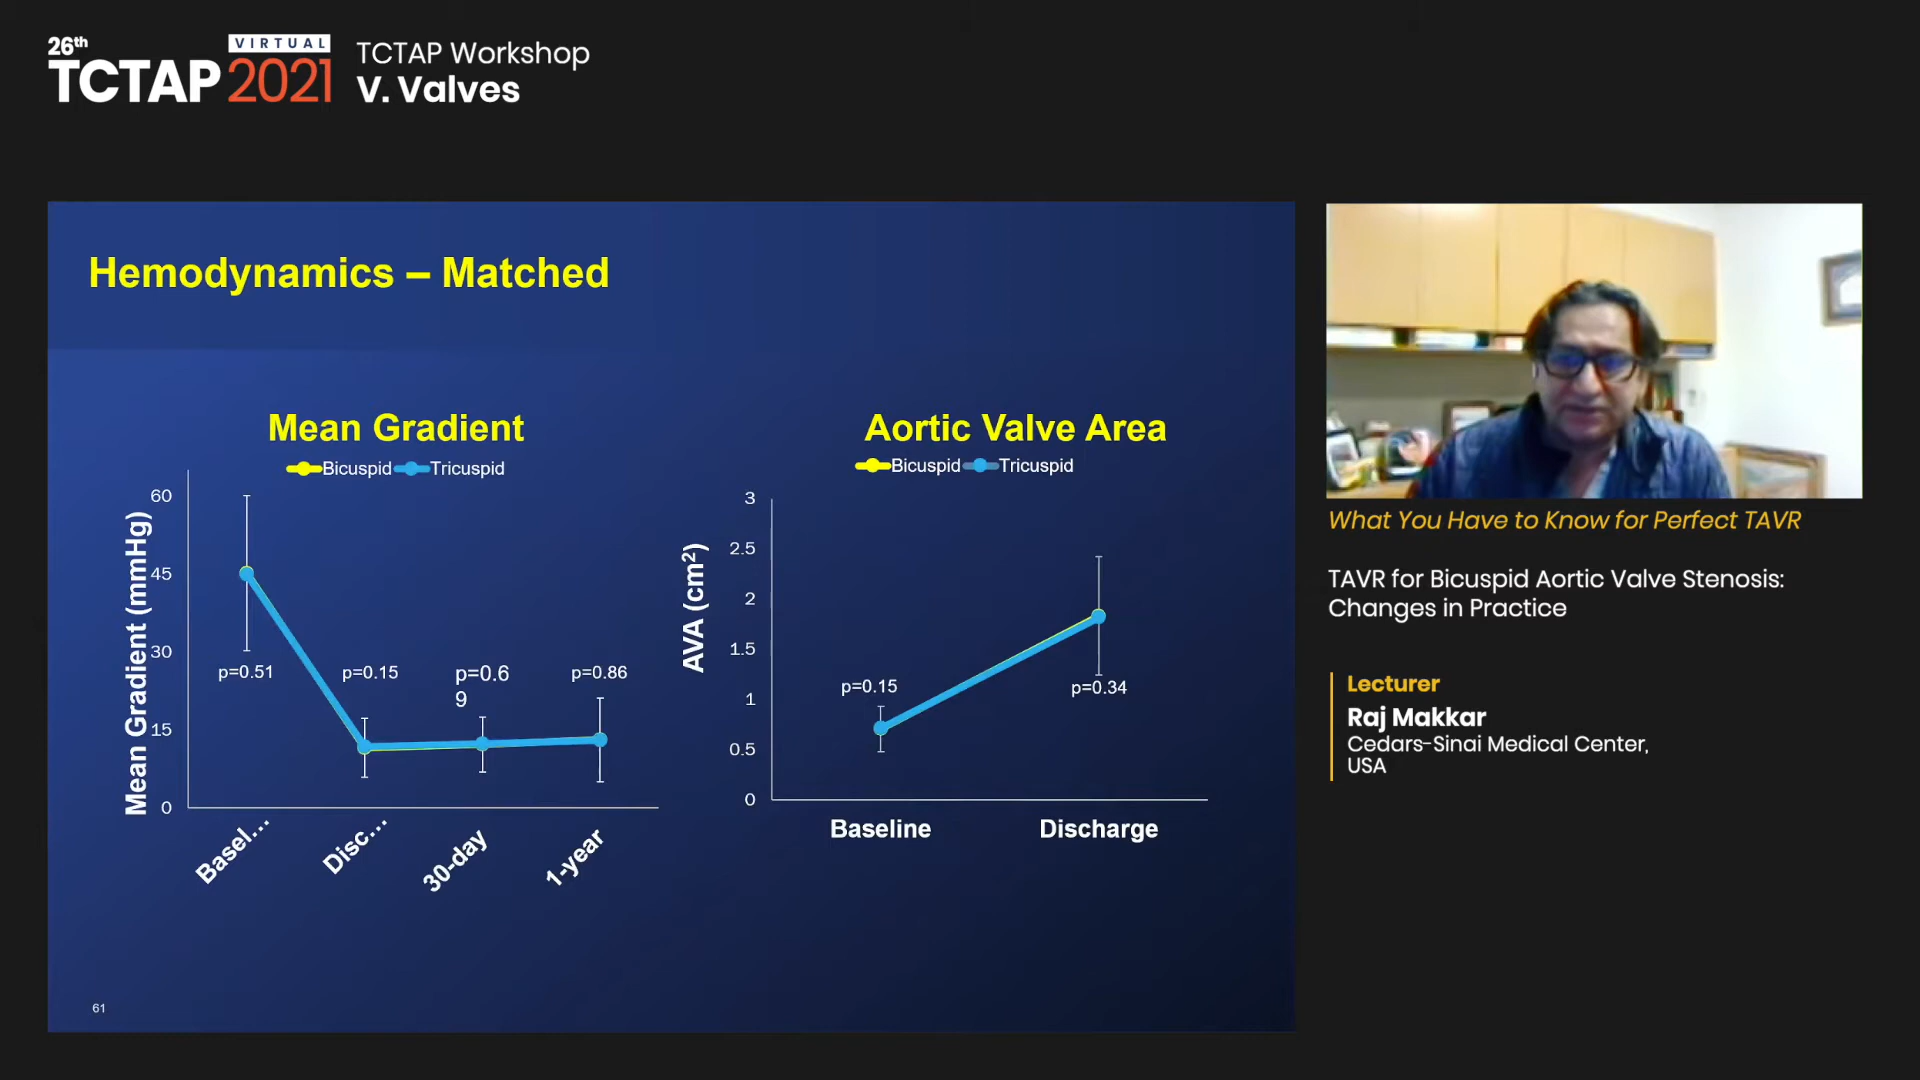 26th
VIRTUAL
TCTAP 2021
TCTAP Workshop
V. Valves
Hemodynamics – Matched
Mean Gradient
Bicuspid Tricuspid
Mean Gradient (mmHg)
60
45
30
15
0
p=0.51
p=0.15
p=0.6
9
p=0.86
Basel...
Disc...
30-day
1-year
Aortic Valve Area
Bicuspid Tricuspid
AVA (cm²)
3
2.5
2
1.5
1
0.5
0
p=0.15
p=0.34
Baseline
Discharge
61
What You Have to Know for Perfect TAVR
TAVR for Bicuspid Aortic Valve Stenosis:
Changes in Practice
Lecturer
Raj Makkar
Cedars-Sinai Medical Center,
USA